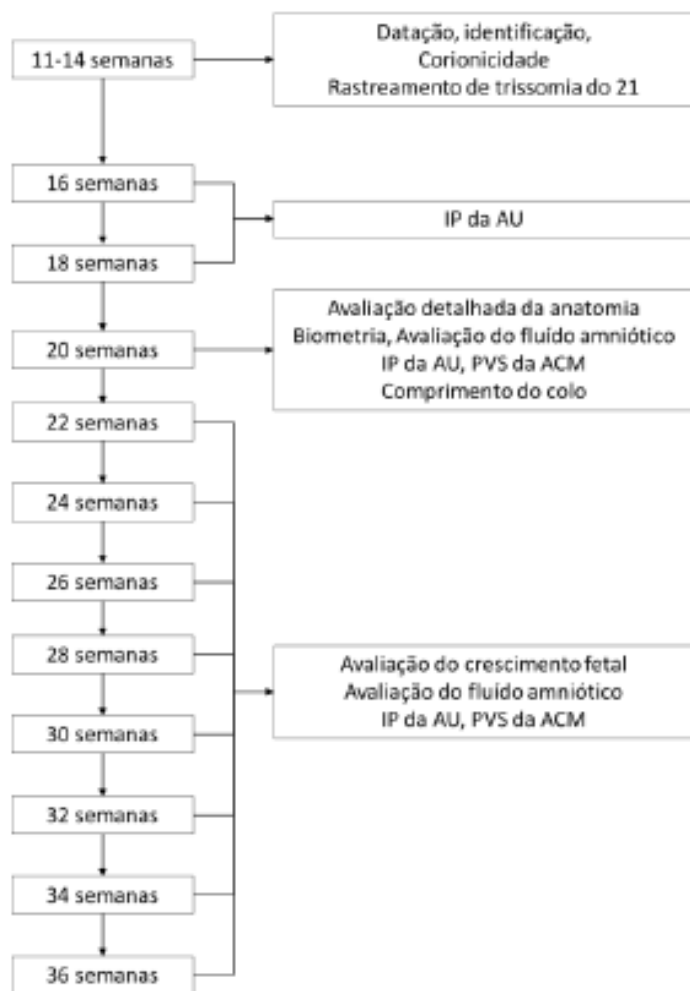 11-14 semanas
Datação, identificação,
Corionicidade
Rastreamento de trissomia do 21
16 semanas
18 semanas
IP da AU
20 semanas
Avaliação detalhada da anatomia
Biometria, Avaliação do fluído amniótico
IP da AU, PVS da ACM
Comprimento do colo
22 semanas
24 semanas
26 semanas
28 semanas
30 semanas
32 semanas
34 semanas
36 semanas
Avaliação do crescimento fetal
Avaliação do fluído amniótico
IP da AU, PVS da ACM